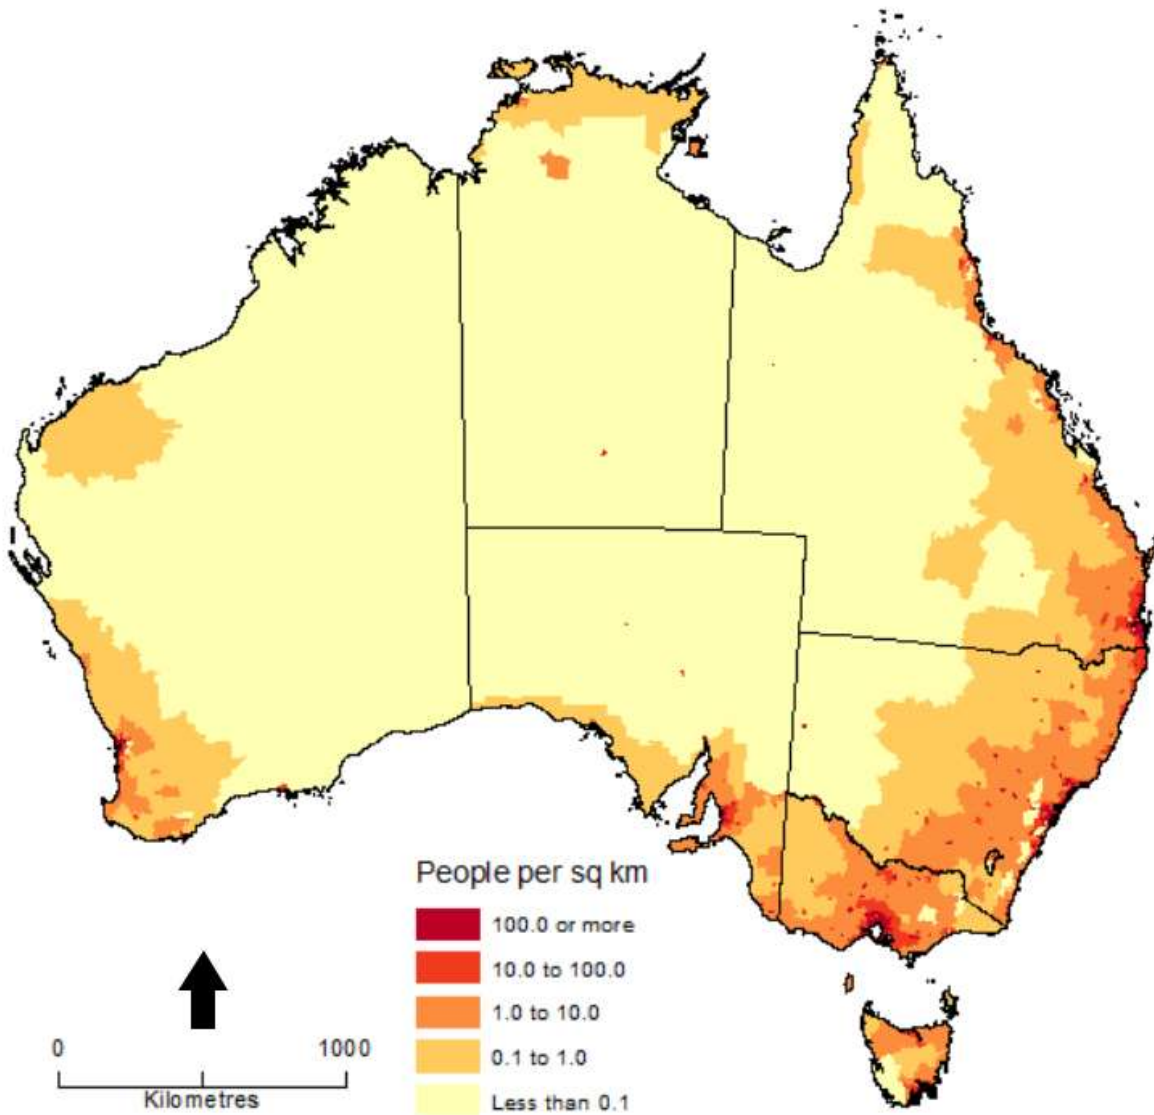 People per sq km
100.0 or more
10.0 to 100.0
1.0 to 10.0
0.1 to 1.0
Less than 0.1
0 1000
Kilometres